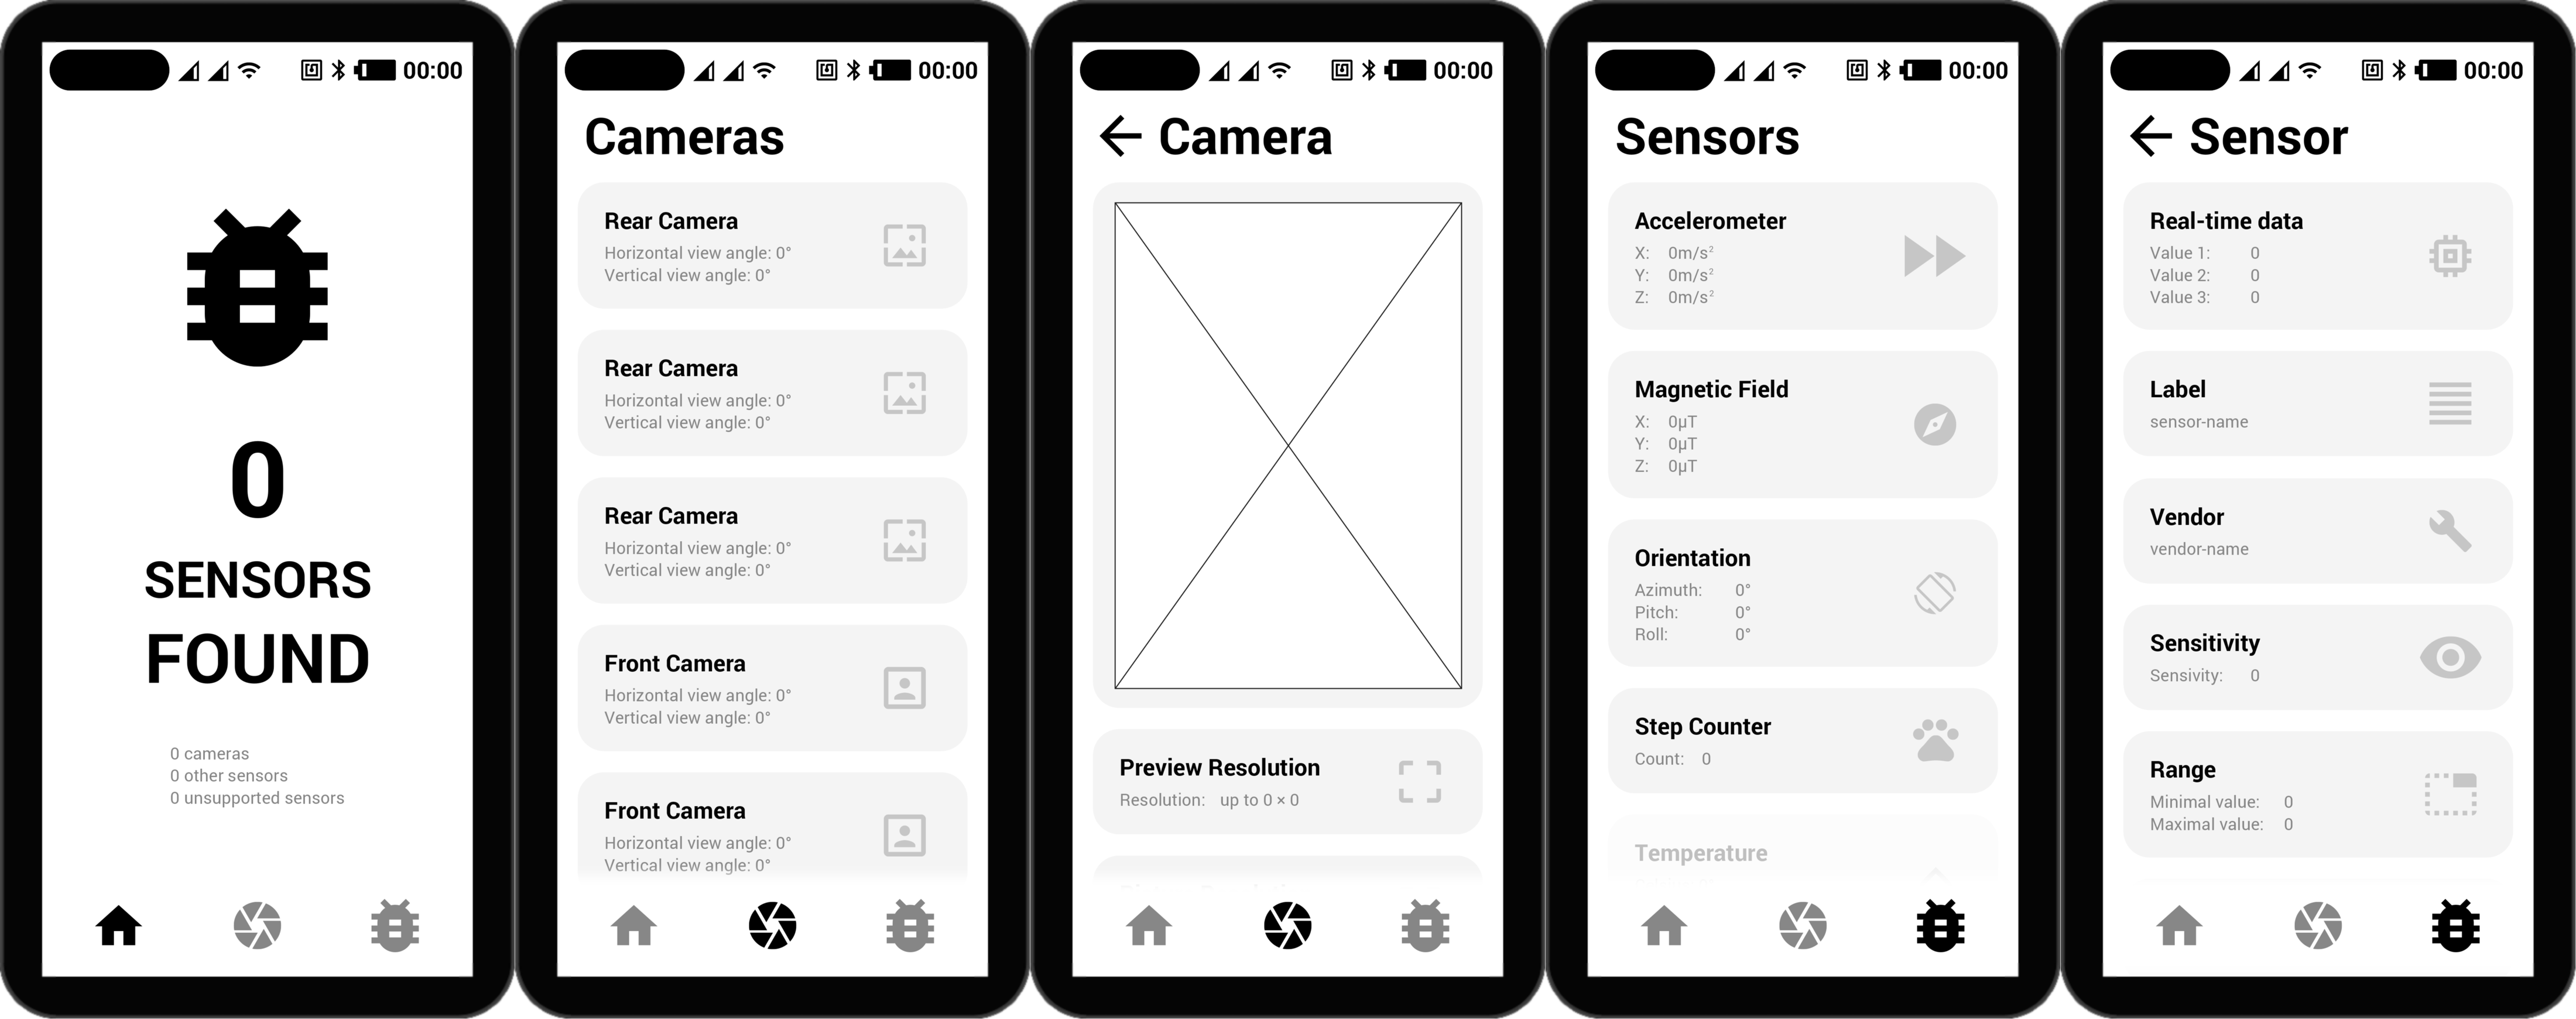 00:00
0
SENSORS
FOUND
0 cameras
0 other sensors
0 unsupported sensors
00:00
Cameras
Rear Camera
Horizontal view angle: 0°
Vertical view angle: 0°
Rear Camera
Horizontal view angle: 0°
Vertical view angle: 0°
Rear Camera
Horizontal view angle: 0°
Vertical view angle: 0°
Front Camera
Horizontal view angle: 0°
Vertical view angle: 0°
Front Camera
Horizontal view angle: 0°
Vertical view angle: 0°
00:00
Camera
Preview Resolution
Resolution: up to 0 × 0
00:00
Sensors
Accelerometer
X: 0m/s²
Y: 0m/s²
Z: 0m/s²
Magnetic Field
X: 0μT
Y: 0μT
Z: 0μT
Orientation
Azimuth: 0°
Pitch: 0°
Roll: 0°
Step Counter
Count: 0
Temperature
00:00
Sensor
Real-time data
Value 1: 0
Value 2: 0
Value 3: 0
Label
sensor-name
Vendor
vendor-name
Sensitivity
Sensivity: 0
Range
Minimal value: 0
Maximal value: 0